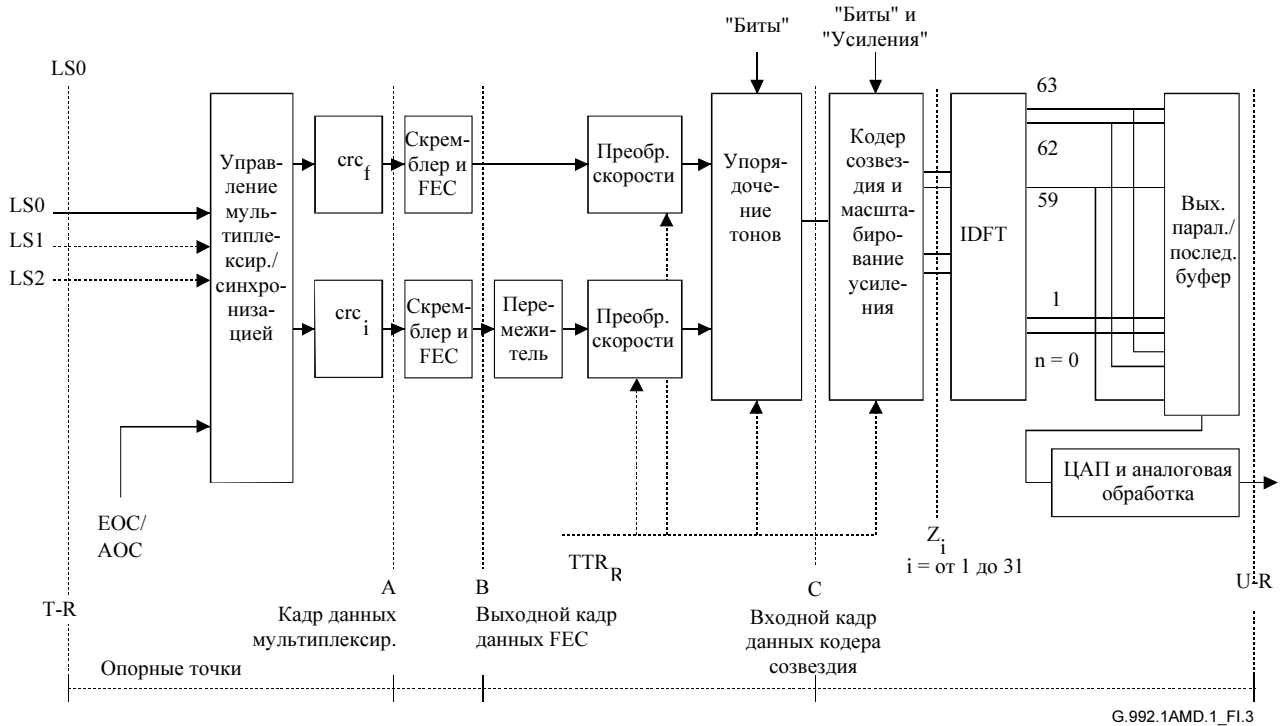 "Биты"
"Биты" и
"Усиления"
LS0
LS0
LS1
LS2
Управ-
ление
муль-
типле-
ксир./
синхро-
низа-
цией
crc f
Скрем-
блер и
FEC
Преобр.
скорости
crc i
Скрем-
блер и
FEC
Пере-
межи-
тель
Преобр.
скорости
Упоря-
дочe-
ние
тонов
Кодер
созвез-
дия и
масшта-
биро-
вание
усиле-
ния
IDFT
63
62
59
1
n = 0
Вых.
парал./
послед.
буфер
ЦАП и аналоговая
обработка
EOC/
AOC
TTR R
Z i
i = от 1 до 31
T-R
A
Кадр данных
мультиплексир.
B
Выходной кадр
данных FEC
C
Входной кадр
данных кодера
созвездия
U-R
Опорные точки
G.992.1AMD.1_FI.3